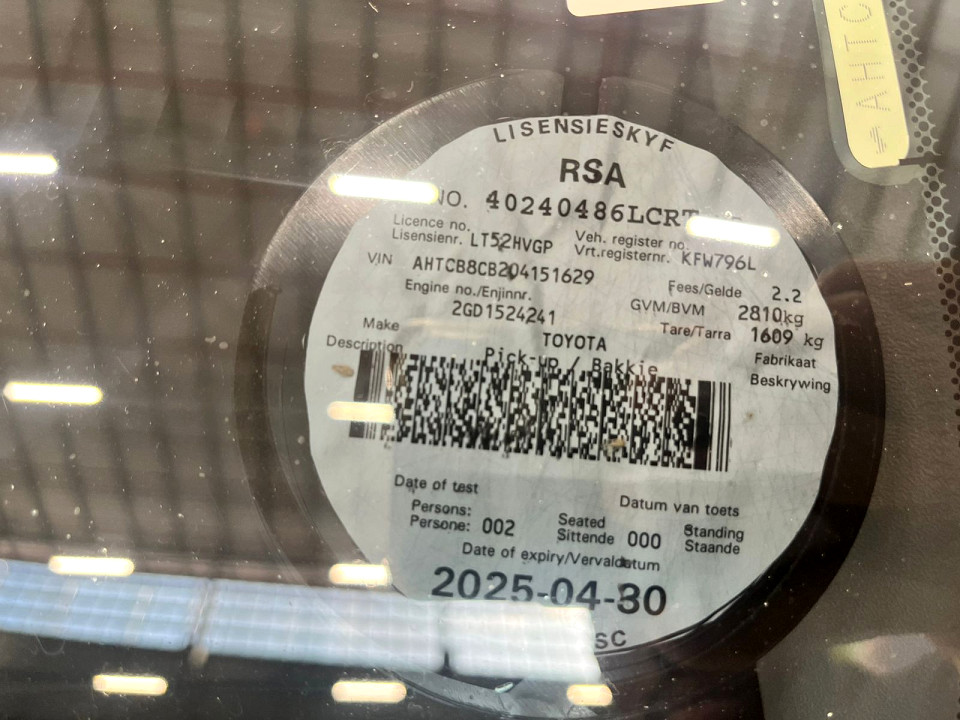 AHTC
LISENSIESKYF
RSA
NO. 40240486LCRT
Licence no.
Lisensienr. LT52HVGP
Veh. register no.
Vrt.registernr. KFW796L
VIN AHTCB8CB204151629
Fees/Gelde 2.2
Engine no./Enjinnr.
2GD1524241
GVM/BVM 2810kg
Tare/Tarra 1609 kg
Make TOYOTA Fabrikaat
Description Pick-up / Bakkie Beskrywing
Date of test Datum van toets
Persons: Seated Standing
Persone: 002 Sittende 000 Staande
Date of expiry/Vervaldatum
2025-04-30